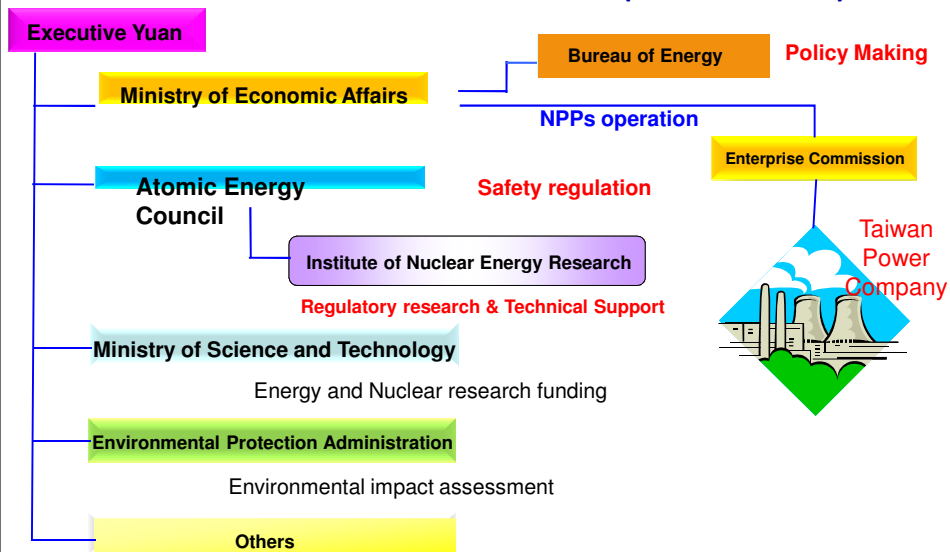 Executive Yuan
Bureau of Energy
Policy Making
Ministry of Economic Affairs
NPPs operation
Enterprise Commission
Atomic Energy
Council
Safety regulation
Taiwan
Power
Company
Institute of Nuclear Energy Research
Regulatory research & Technical Support
Ministry of Science and Technology
Energy and Nuclear research funding
Environmental Protection Administration
Environmental impact assessment
Others